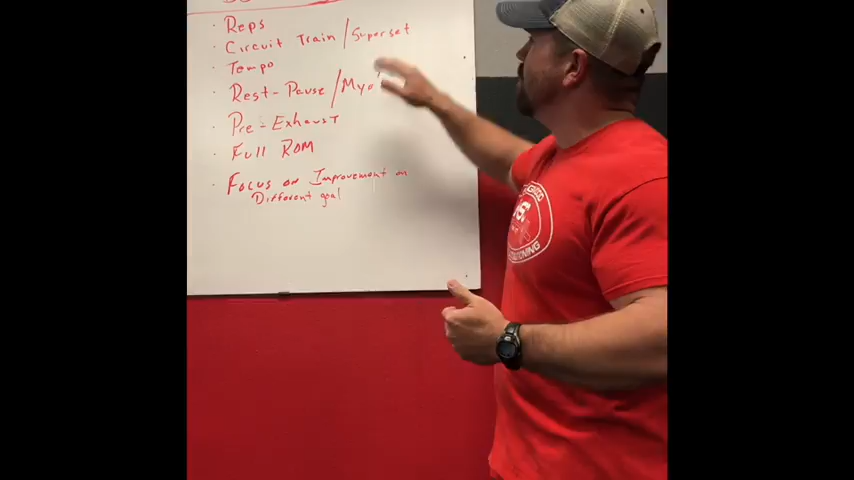 · Reps
· Circuit Train / Superset
· Tempo
· Rest-Pause / Myo
· Pre-Exhaust
· Full ROM
· Focus on Improvement on
Different goal